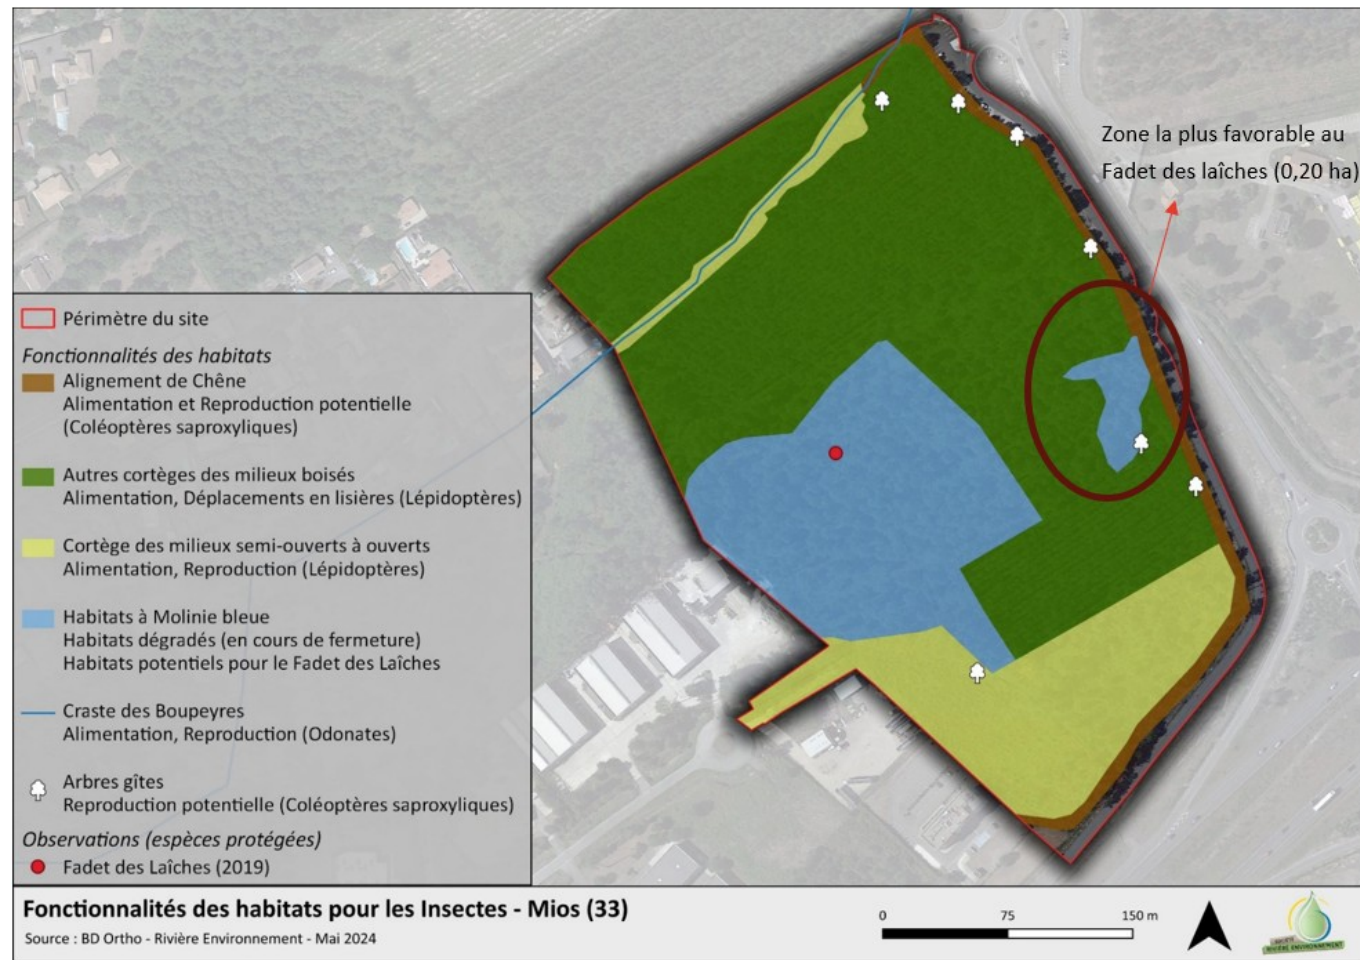 Zone la plus favorable au
Fadet des laîches (0,20 ha)
Périmètre du site
Fonctionnalités des habitats
Alignement de Chêne
Alimentation et Reproduction potentielle
(Coléoptères saproxyliques)
Autres cortèges des milieux boisés
Alimentation, Déplacements en lisières (Lépidoptères)
Cortège des milieux semi-ouverts à ouverts
Alimentation, Reproduction (Lépidoptères)
Habitats à Molinie bleue
Habitats dégradés (en cours de fermeture)
Habitats potentiels pour le Fadet des Laîches
Craste des Boupeyres
Alimentation, Reproduction (Odonates)
Arbres gîtes
Reproduction potentielle (Coléoptères saproxyliques)
Observations (espèces protégées)
Fadet des Laîches (2019)
Fonctionnalités des habitats pour les Insectes - Mios (33)
Source : BD Ortho - Rivière Environnement - Mai 2024
0 75 150 m
RIVIÈRE ENVIRONNEMENT